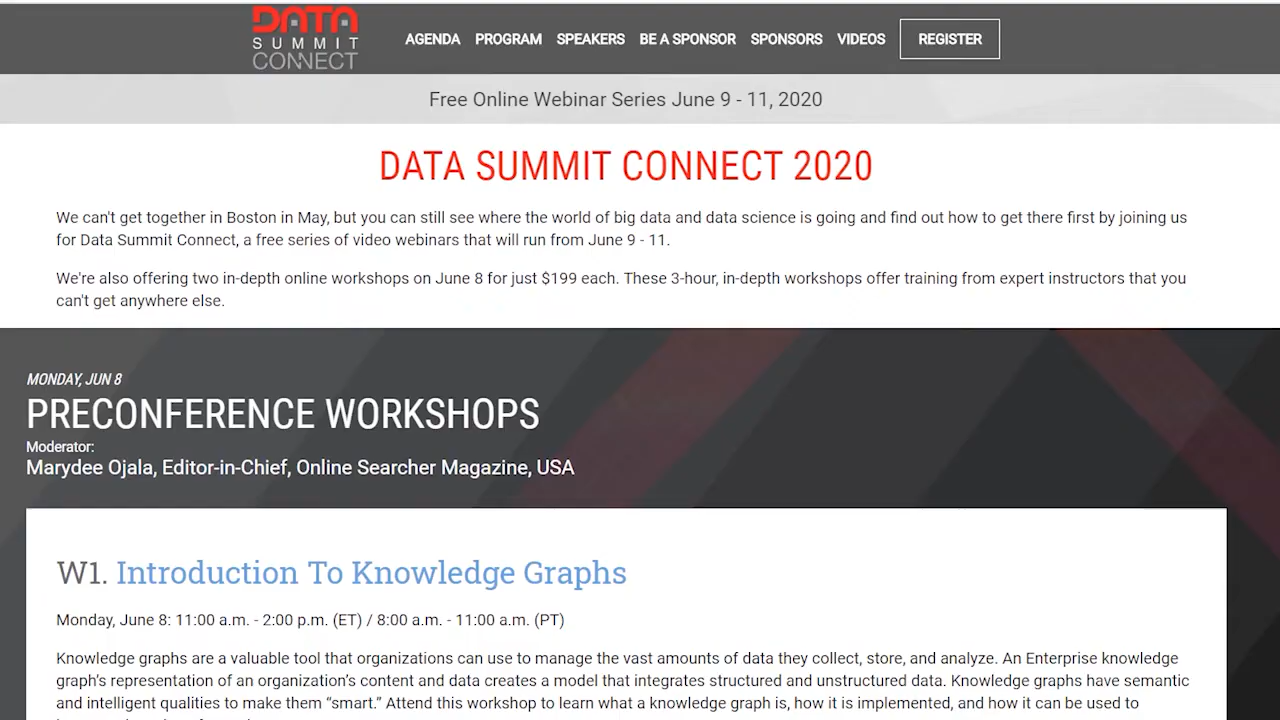 DATA
SUMMIT
CONNECT
AGENDA PROGRAM SPEAKERS BE A SPONSOR SPONSORS VIDEOS REGISTER
Free Online Webinar Series June 9 - 11, 2020
DATA SUMMIT CONNECT 2020
We can't get together in Boston in May, but you can still see where the world of big data and data science is going and find out how to get there first by joining us
for Data Summit Connect, a free series of video webinars that will run from June 9 - 11.
We're also offering two in-depth online workshops on June 8 for just $199 each. These 3-hour, in-depth workshops offer training from expert instructors that you
can't get anywhere else.
MONDAY, JUN 8
PRECONFERENCE WORKSHOPS
Moderator:
Marydee Ojala, Editor-in-Chief, Online Searcher Magazine, USA
W1. Introduction To Knowledge Graphs
Monday, June 8: 11:00 a.m. - 2:00 p.m. (ET) / 8:00 a.m. - 11:00 a.m. (PT)
Knowledge graphs are a valuable tool that organizations can use to manage the vast amounts of data they collect, store, and analyze. An Enterprise knowledge
graph’s representation of an organization’s content and data creates a model that integrates structured and unstructured data. Knowledge graphs have semantic
and intelligent qualities to make them “smart.” Attend this workshop to learn what a knowledge graph is, how it is implemented, and how it can be used to